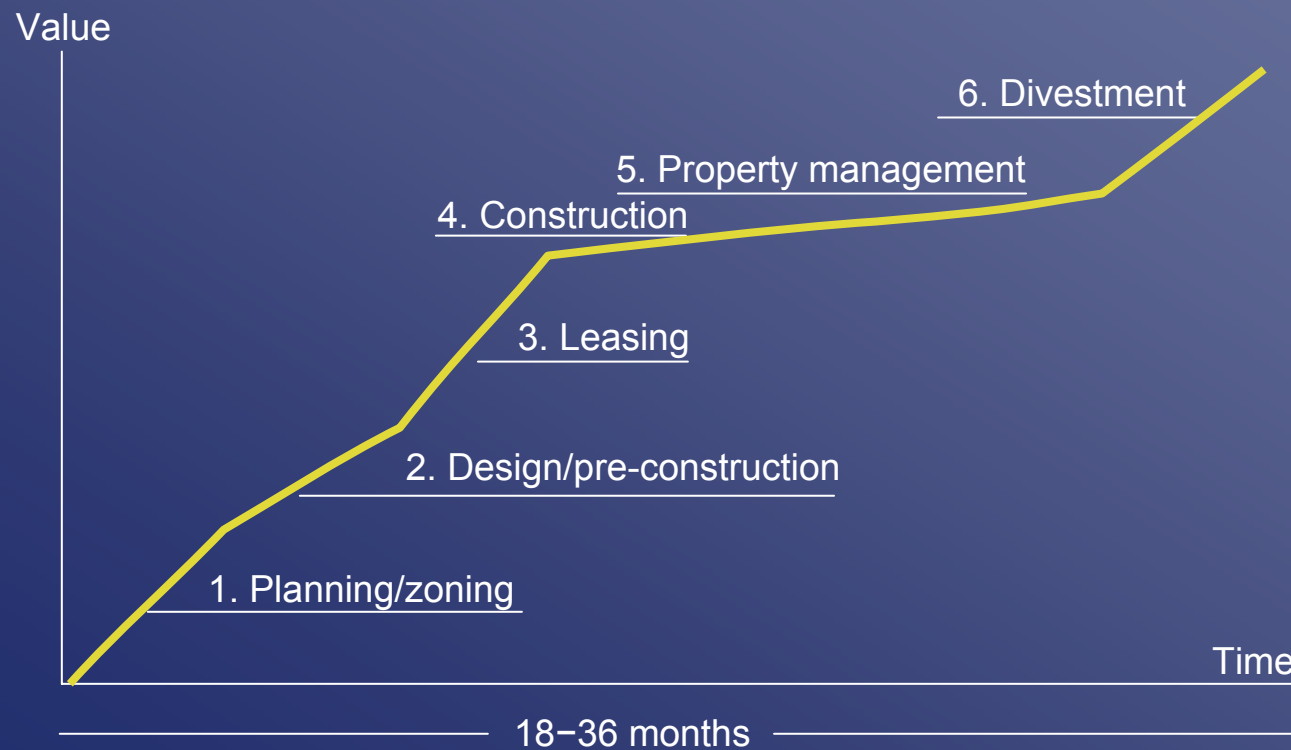 Value
6. Divestment
5. Property management
4. Construction
3. Leasing
2. Design/pre-construction
1. Planning/zoning
Time
18−36 months